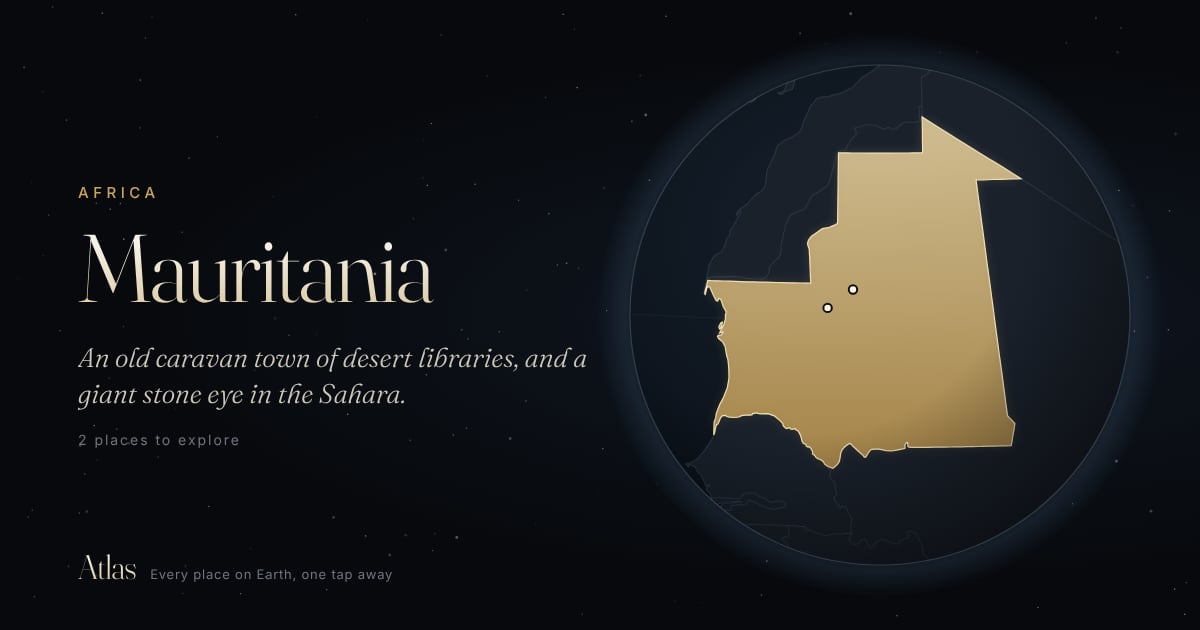 AFRICA
Mauritania
An old caravan town of desert libraries, and a
giant stone eye in the Sahara.
2 places to explore
Atlas Every place on Earth, one tap away